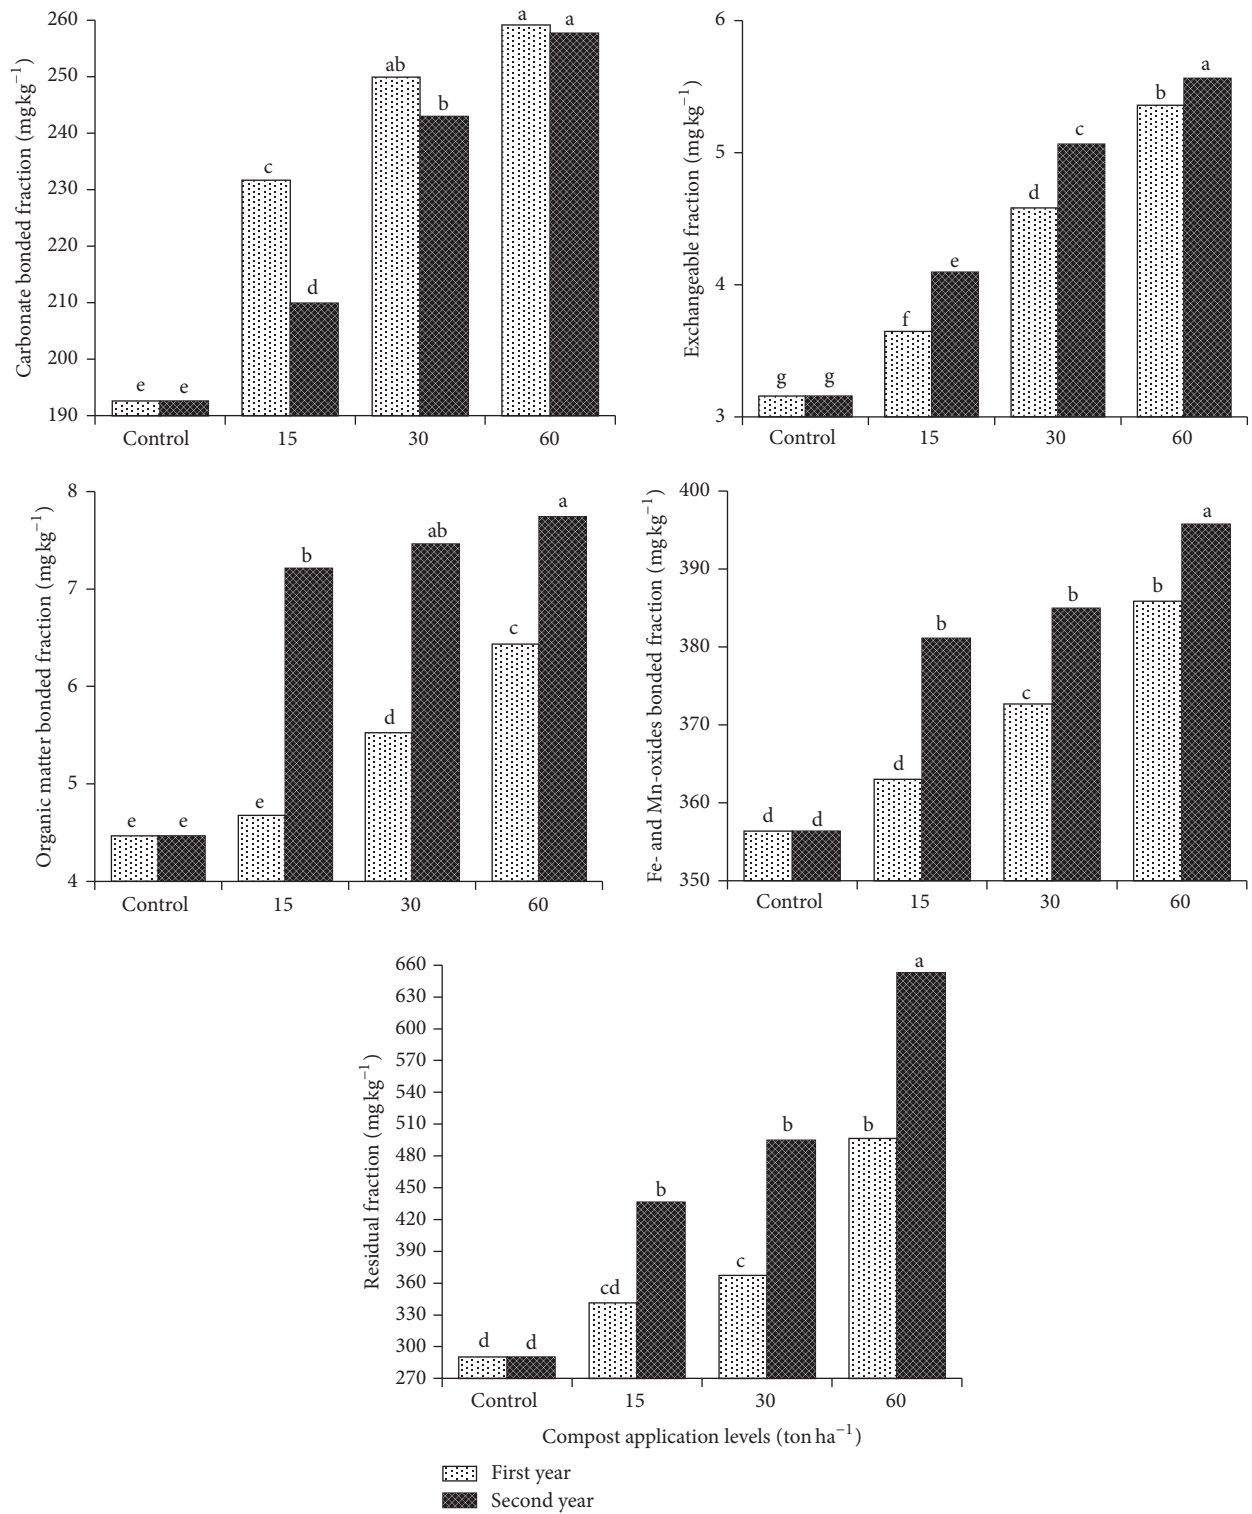 Carbonate bonded fraction (mg kg⁻¹)
260
250
240
230
220
210
200
190
e e c d ab b a a
Control 15 30 60
Exchangeable fraction (mg kg⁻¹)
6
5
4
3
g g f e d c b a
Control 15 30 60
Organic matter bonded fraction (mg kg⁻¹)
8
7
6
5
4
e e e b d ab c a
Control 15 30 60
Fe- and Mn-oxides bonded fraction (mg kg⁻¹)
400
390
380
370
360
350
d d d b c b b a
Control 15 30 60
Residual fraction (mg kg⁻¹)
660
630
600
570
540
510
480
450
420
390
360
330
300
270
d d cd b c b b a
Control 15 30 60
Compost application levels (ton ha⁻¹)
First year
Second year